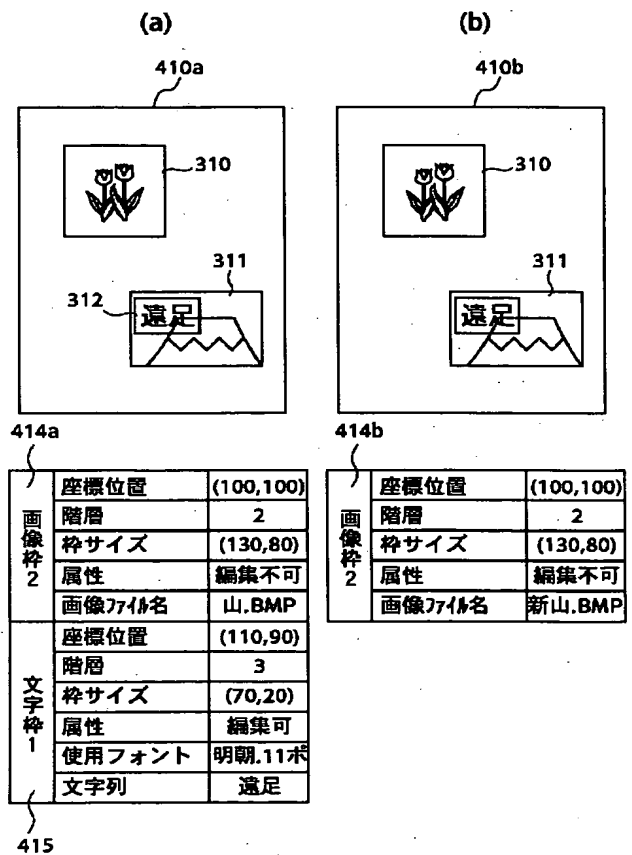 (a)
(b)
410a
410b
310
310
311
311
312
遠足
遠足
414a
414b
画像枠2
座標位置 (100,100)
階層 2
枠サイズ (130,80)
属性 編集不可
画像ファイル名 山.BMP
文字枠1
座標位置 (110,90)
階層 3
枠サイズ (70,20)
属性 編集可
使用フォント 明朝.11ポ
文字列 遠足
415
画像枠2
座標位置 (100,100)
階層 2
枠サイズ (130,80)
属性 編集不可
画像ファイル名 新山.BMP